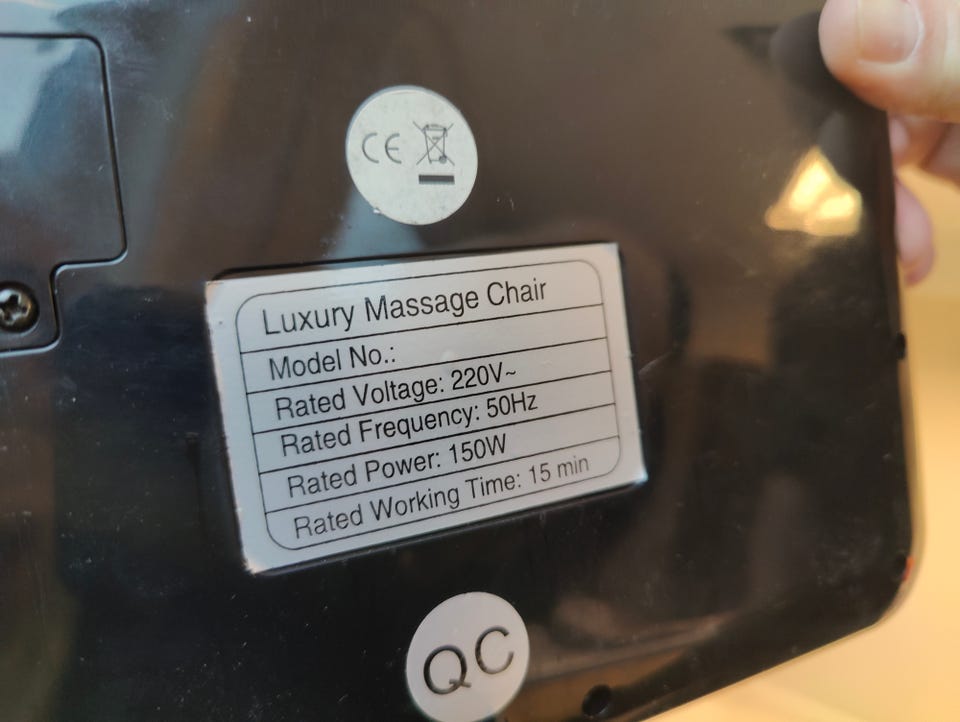 CE
Luxury Massage Chair
Model No.:
Rated Voltage: 220V~
Rated Frequency: 50Hz
Rated Power: 150W
Rated Working Time: 15 min
QC